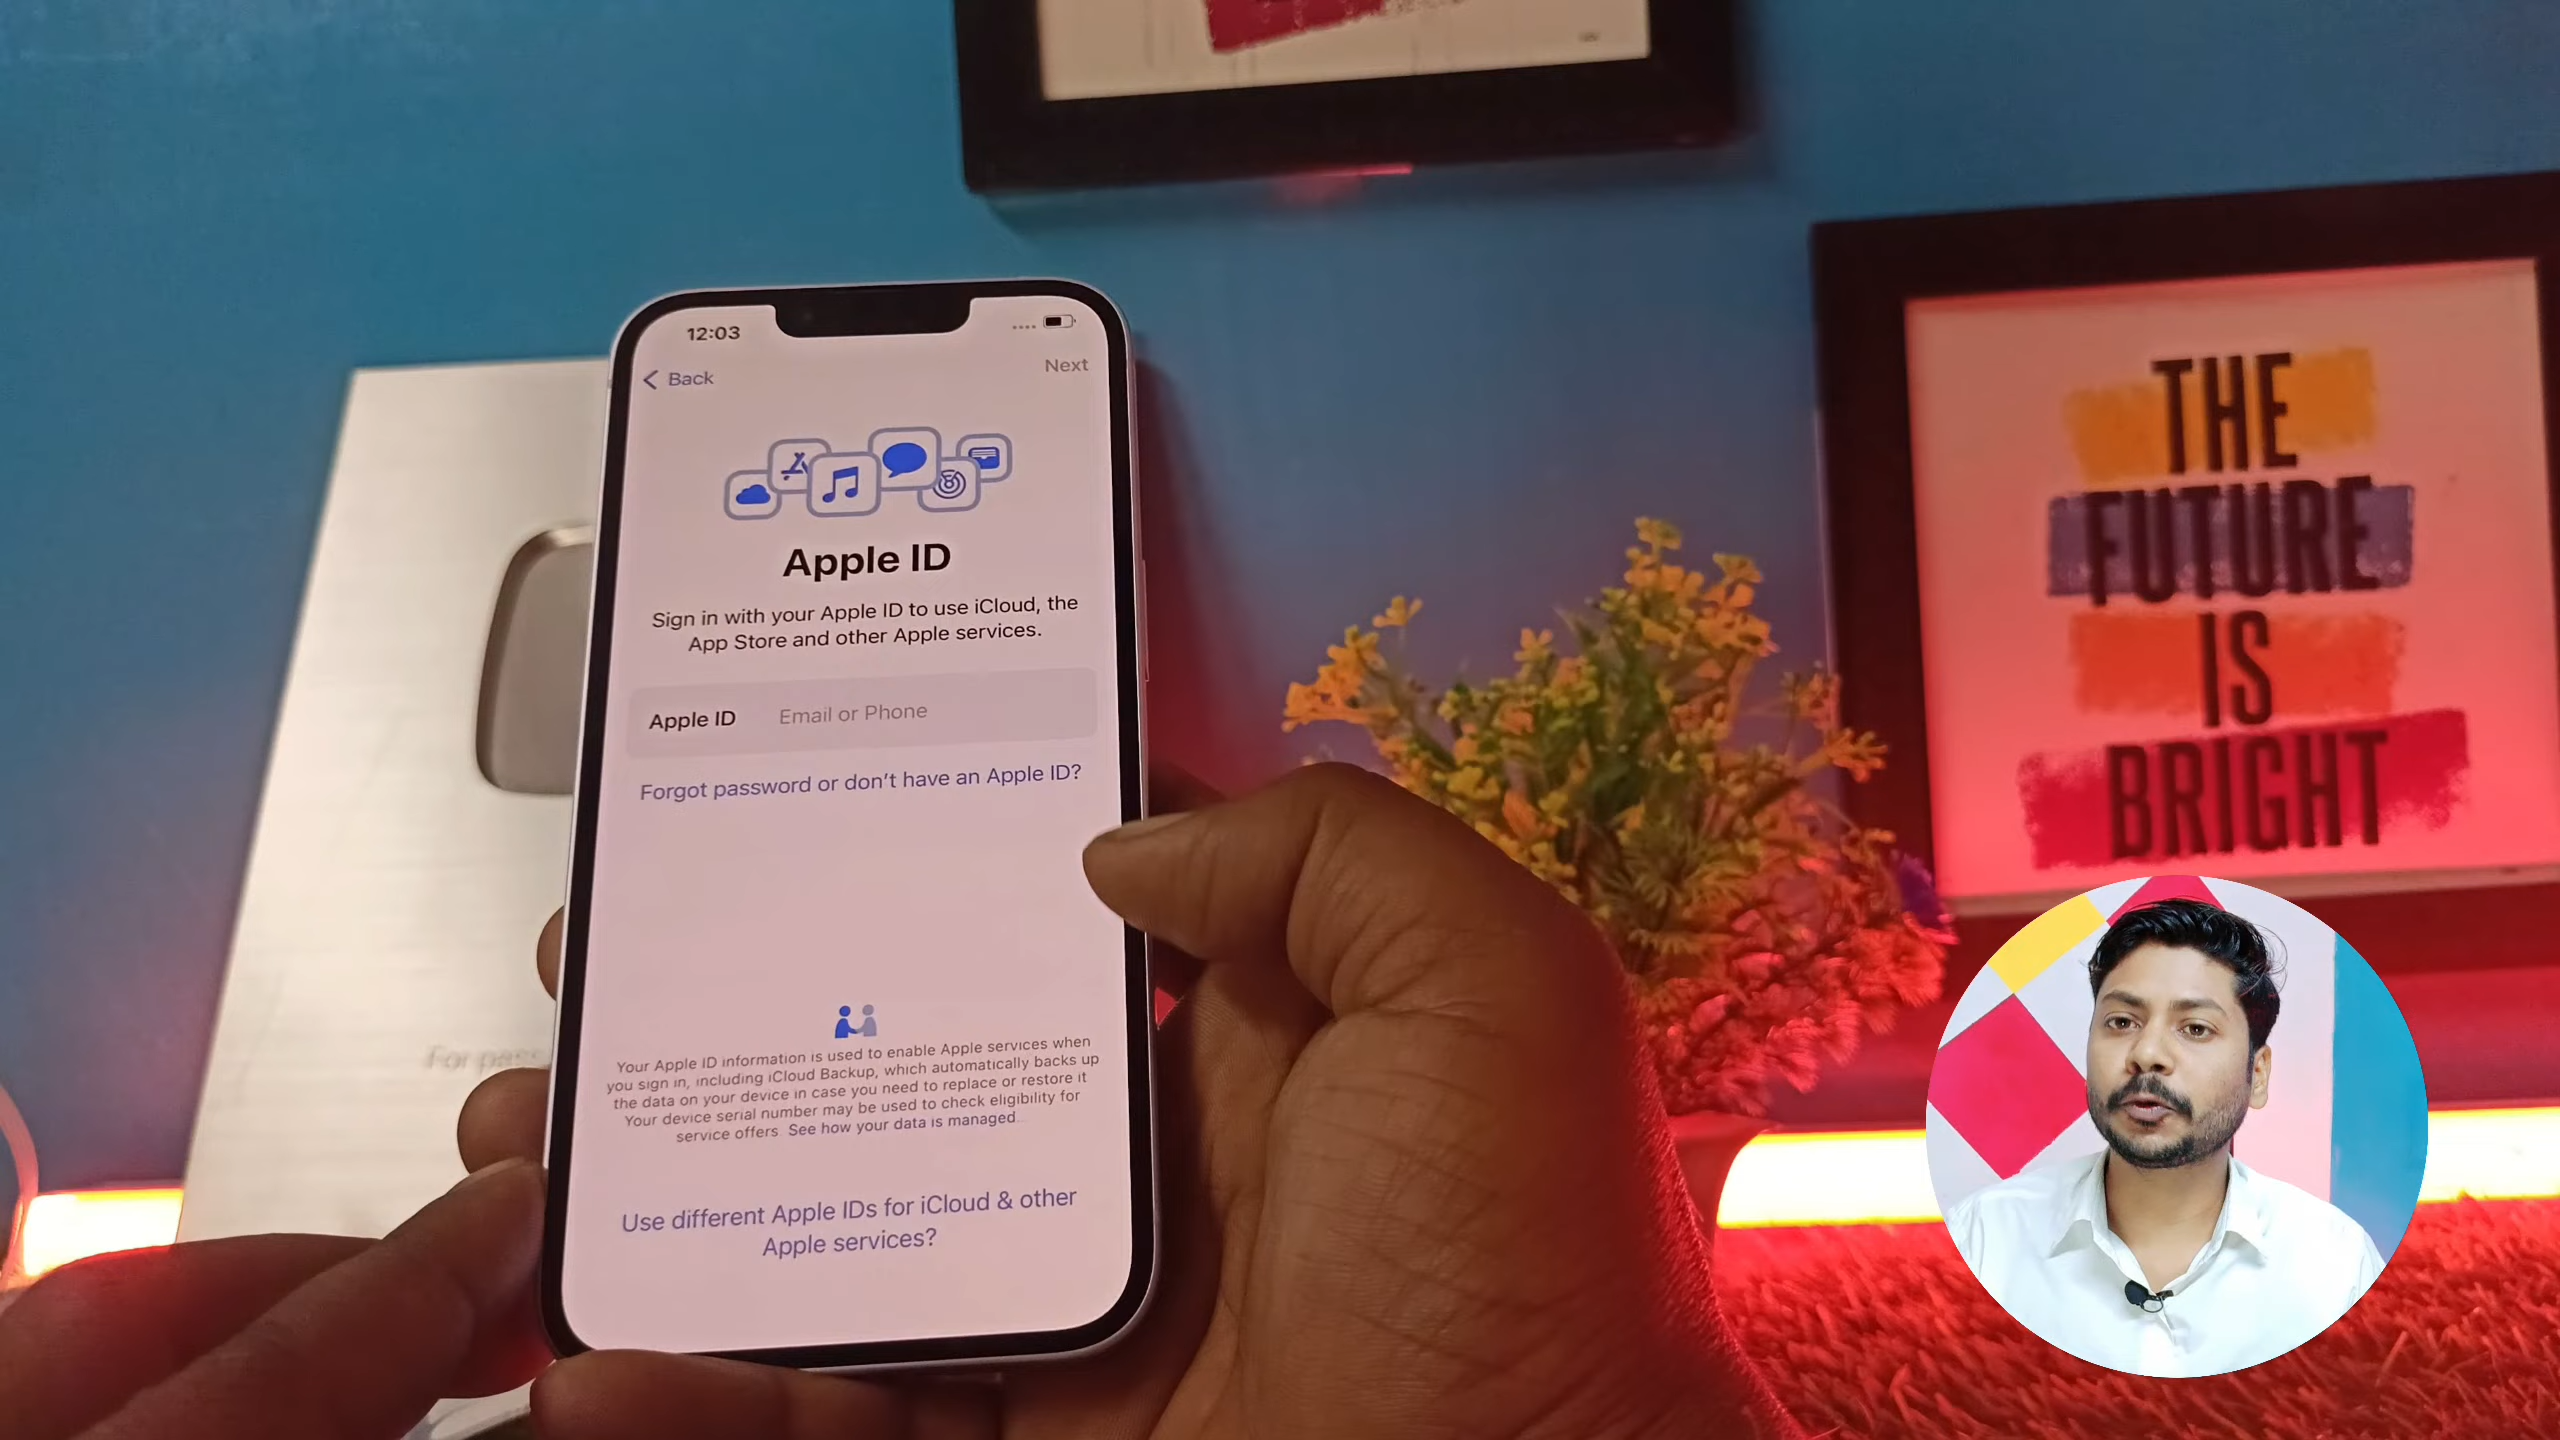 12:03
Back
Next
Apple ID
Sign in with your Apple ID to use iCloud, the
App Store and other Apple services.
Apple ID
Email or Phone
Forgot password or don't have an Apple ID?
Your Apple ID information is used to enable Apple services when
you sign in, including iCloud Backup, which automatically backs up
the data on your device in case you need to replace or restore it
Your device serial number may be used to check eligibility for
service offers. See how your data is managed...
Use different Apple IDs for iCloud & other
Apple services?
THE
FUTURE
IS
BRIGHT
For